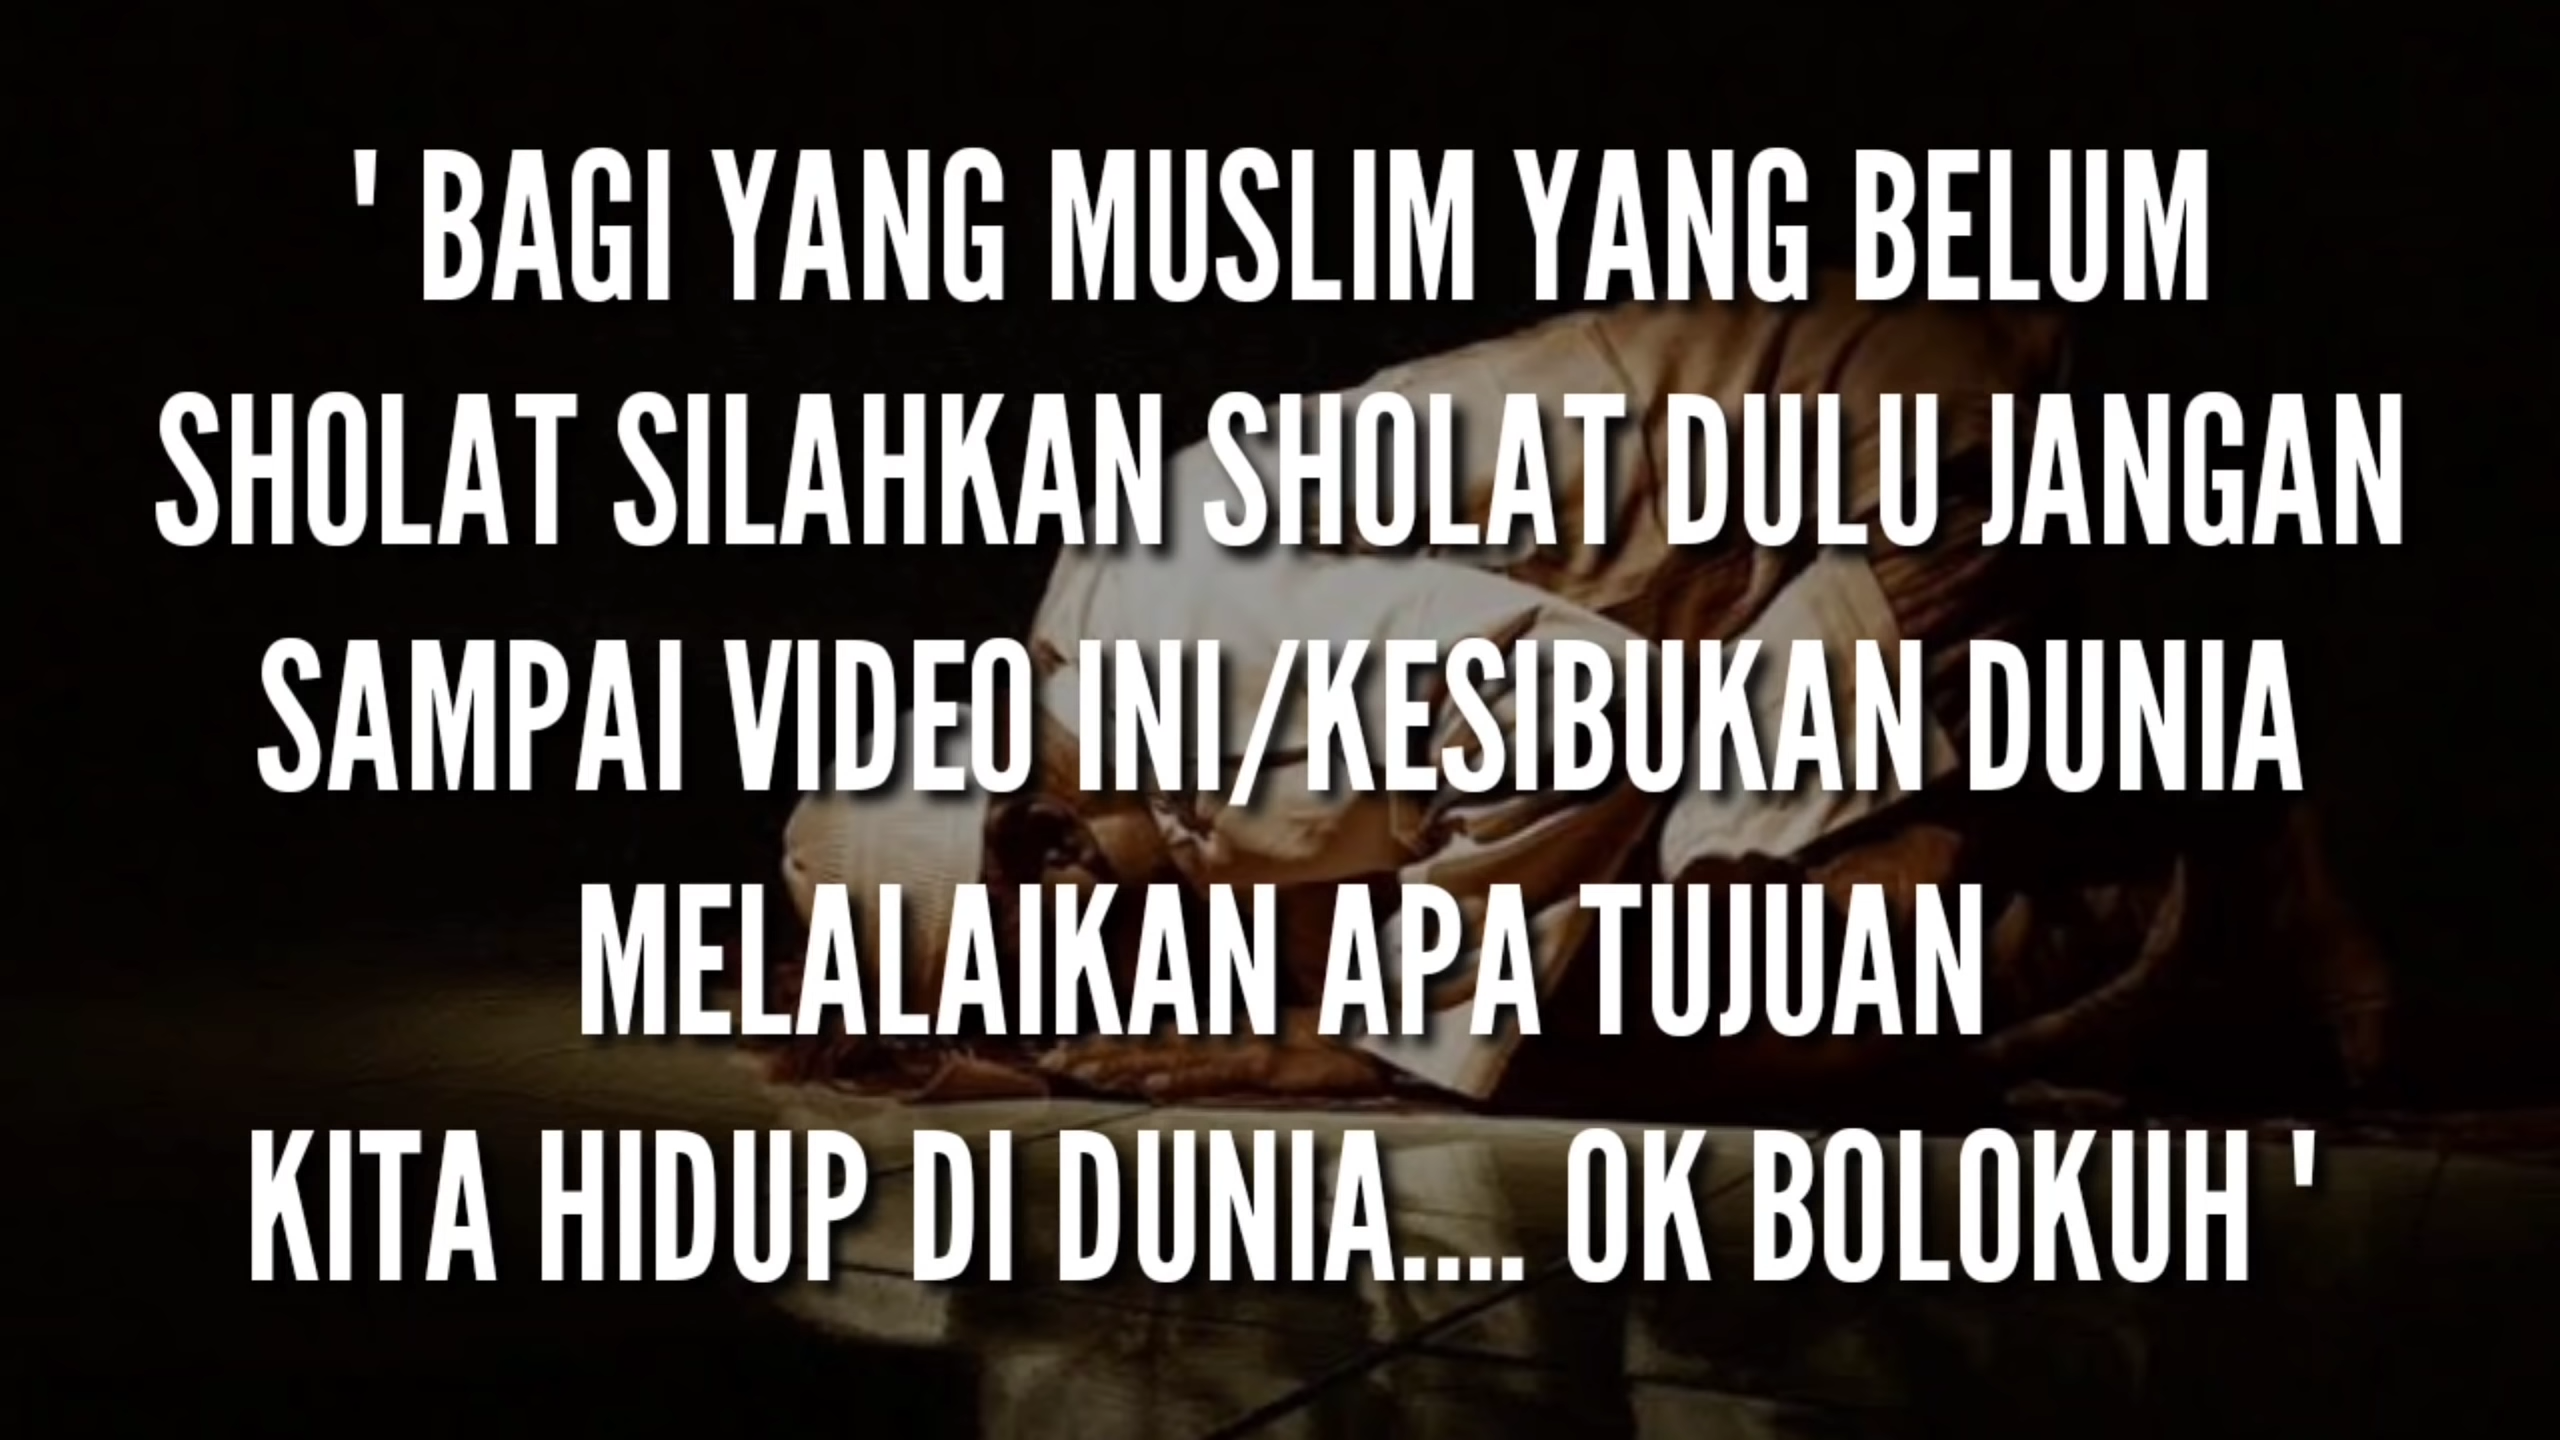 ' BAGI YANG MUSLIM YANG BELUM
SHOLAT SILAHKAN SHOLAT DULU JANGAN
SAMPAI VIDEO INI/KESIBUKAN DUNIA
MELALAIKAN APA TUJUAN
KITA HIDUP DI DUNIA.... OK BOLOKUH '